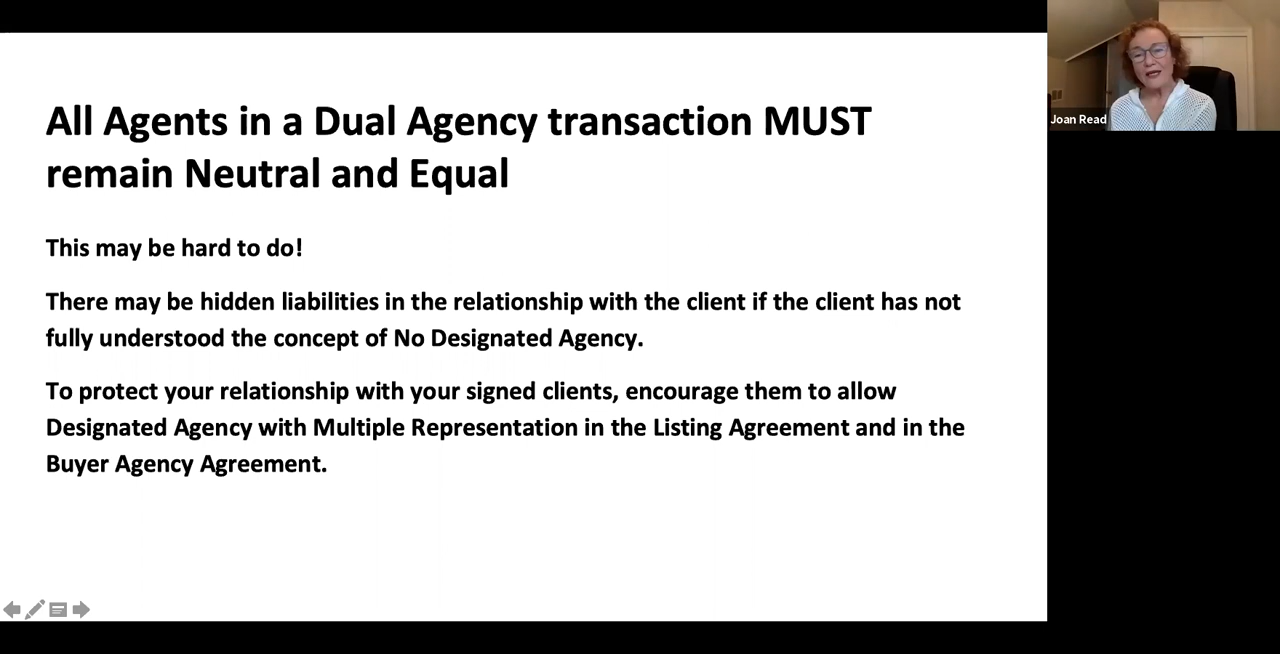 All Agents in a Dual Agency transaction MUST
remain Neutral and Equal
This may be hard to do!
There may be hidden liabilities in the relationship with the client if the client has not
fully understood the concept of No Designated Agency.
To protect your relationship with your signed clients, encourage them to allow
Designated Agency with Multiple Representation in the Listing Agreement and in the
Buyer Agency Agreement.
Joan Read